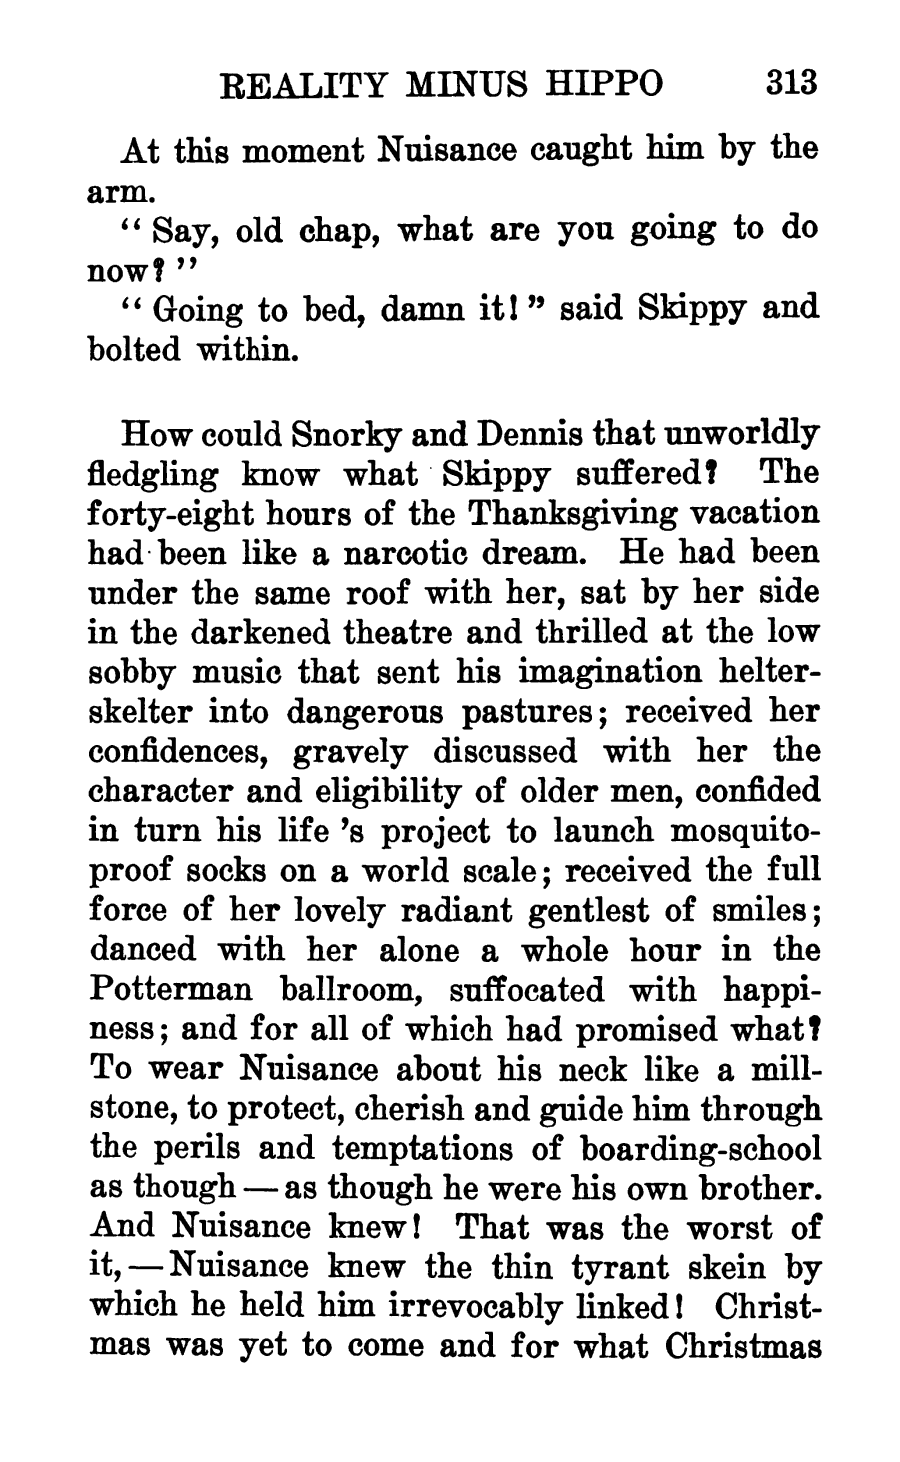 REALITY MINUS HIPPO 313
At this moment Nuisance caught him by the
arm.
“ Say, old chap, what are you going to do
now? ”
“ Going to bed, damn it! ” said Skippy and
bolted within.
How could Snorky and Dennis that unworldly
fledgling know what Skippy suffered? The
forty-eight hours of the Thanksgiving vacation
had been like a narcotic dream. He had been
under the same roof with her, sat by her side
in the darkened theatre and thrilled at the low
sobby music that sent his imagination helter-
skelter into dangerous pastures; received her
confidences, gravely discussed with her the
character and eligibility of older men, confided
in turn his life 's project to launch mosquito-
proof socks on a world scale; received the full
force of her lovely radiant gentlest of smiles;
danced with her alone a whole hour in the
Potterman ballroom, suffocated with happi-
ness; and for all of which had promised what?
To wear Nuisance about his neck like a mill-
stone, to protect, cherish and guide him through
the perils and temptations of boarding-school
as though — as though he were his own brother.
And Nuisance knew! That was the worst of
it, — Nuisance knew the thin tyrant skein by
which he held him irrevocably linked! Christ-
mas was yet to come and for what Christmas